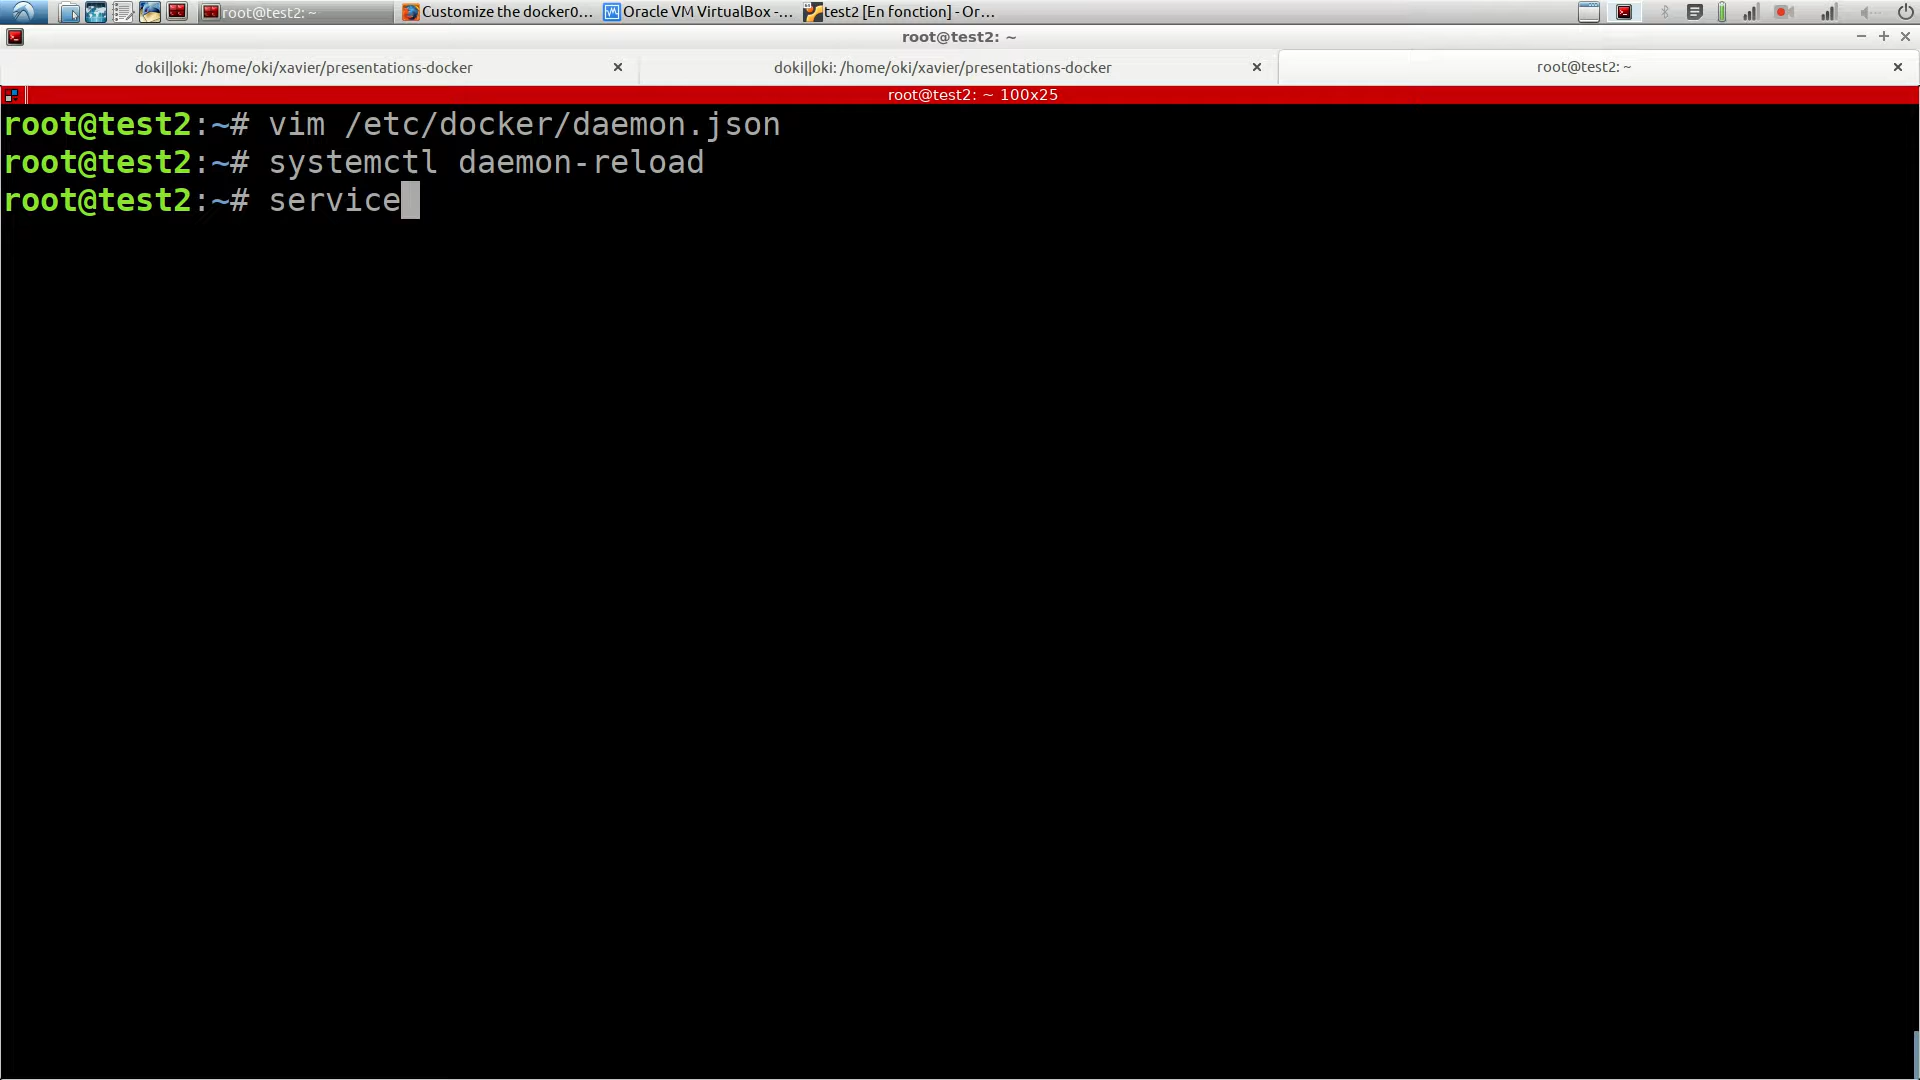 root@test2: ~
Customize the docker0...
Oracle VM VirtualBox -...
test2 [En fonction] - Or...
root@test2: ~
doki||oki: /home/oki/xavier/presentations-docker
doki||oki: /home/oki/xavier/presentations-docker
root@test2: ~
root@test2: ~ 100x25
root@test2:~# vim /etc/docker/daemon.json
root@test2:~# systemctl daemon-reload
root@test2:~# service